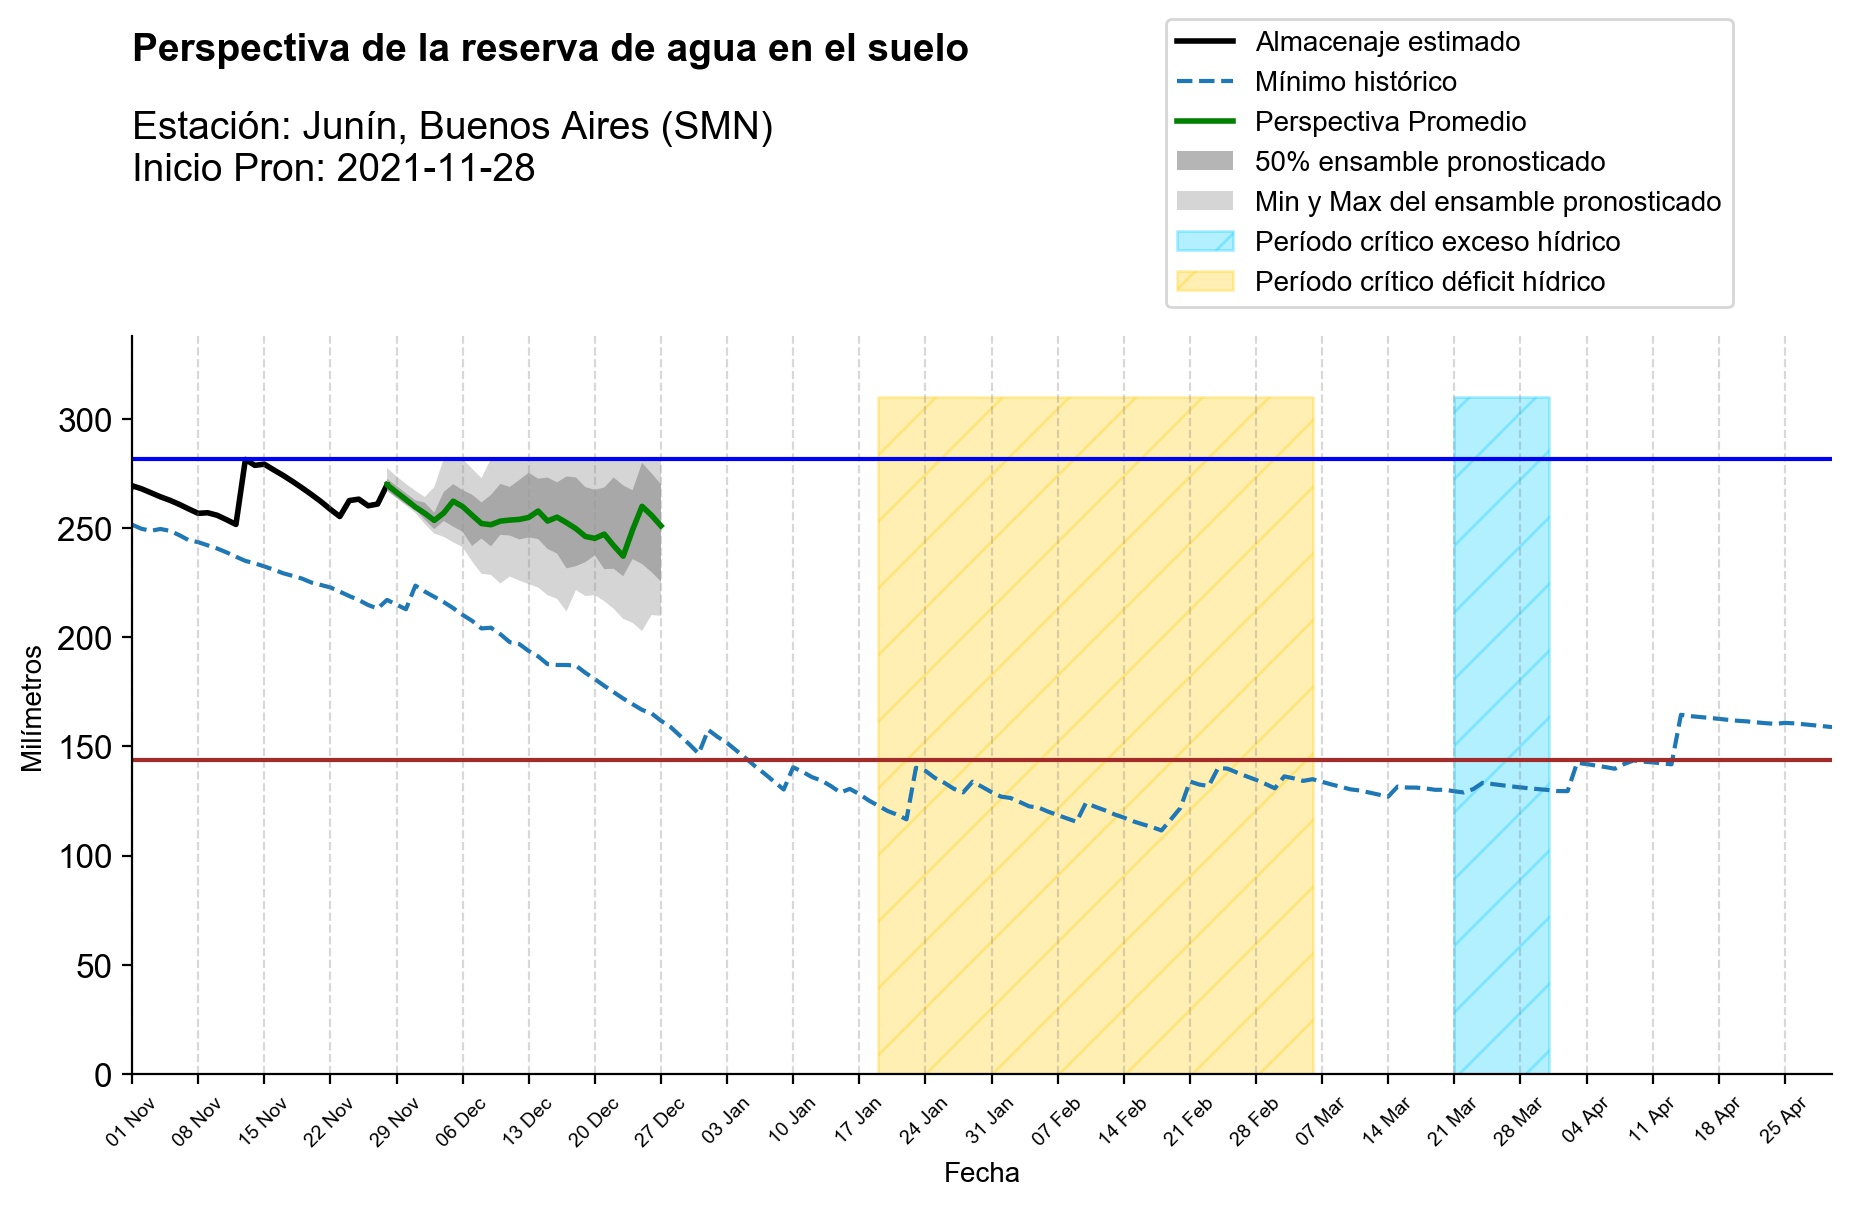 Perspectiva de la reserva de agua en el suelo
Estación: Junín, Buenos Aires (SMN)
Inicio Pron: 2021-11-28
Almacenaje estimado
Mínimo histórico
Perspectiva Promedio
50% ensamble pronosticado
Min y Max del ensamble pronosticado
Período crítico exceso hídrico
Período crítico déficit hídrico
Milímetros
300
250
200
150
100
50
0
01 Nov
08 Nov
15 Nov
22 Nov
29 Nov
06 Dec
13 Dec
20 Dec
27 Dec
03 Jan
10 Jan
17 Jan
24 Jan
31 Jan
07 Feb
14 Feb
21 Feb
28 Feb
07 Mar
14 Mar
21 Mar
28 Mar
04 Apr
11 Apr
18 Apr
25 Apr
Fecha